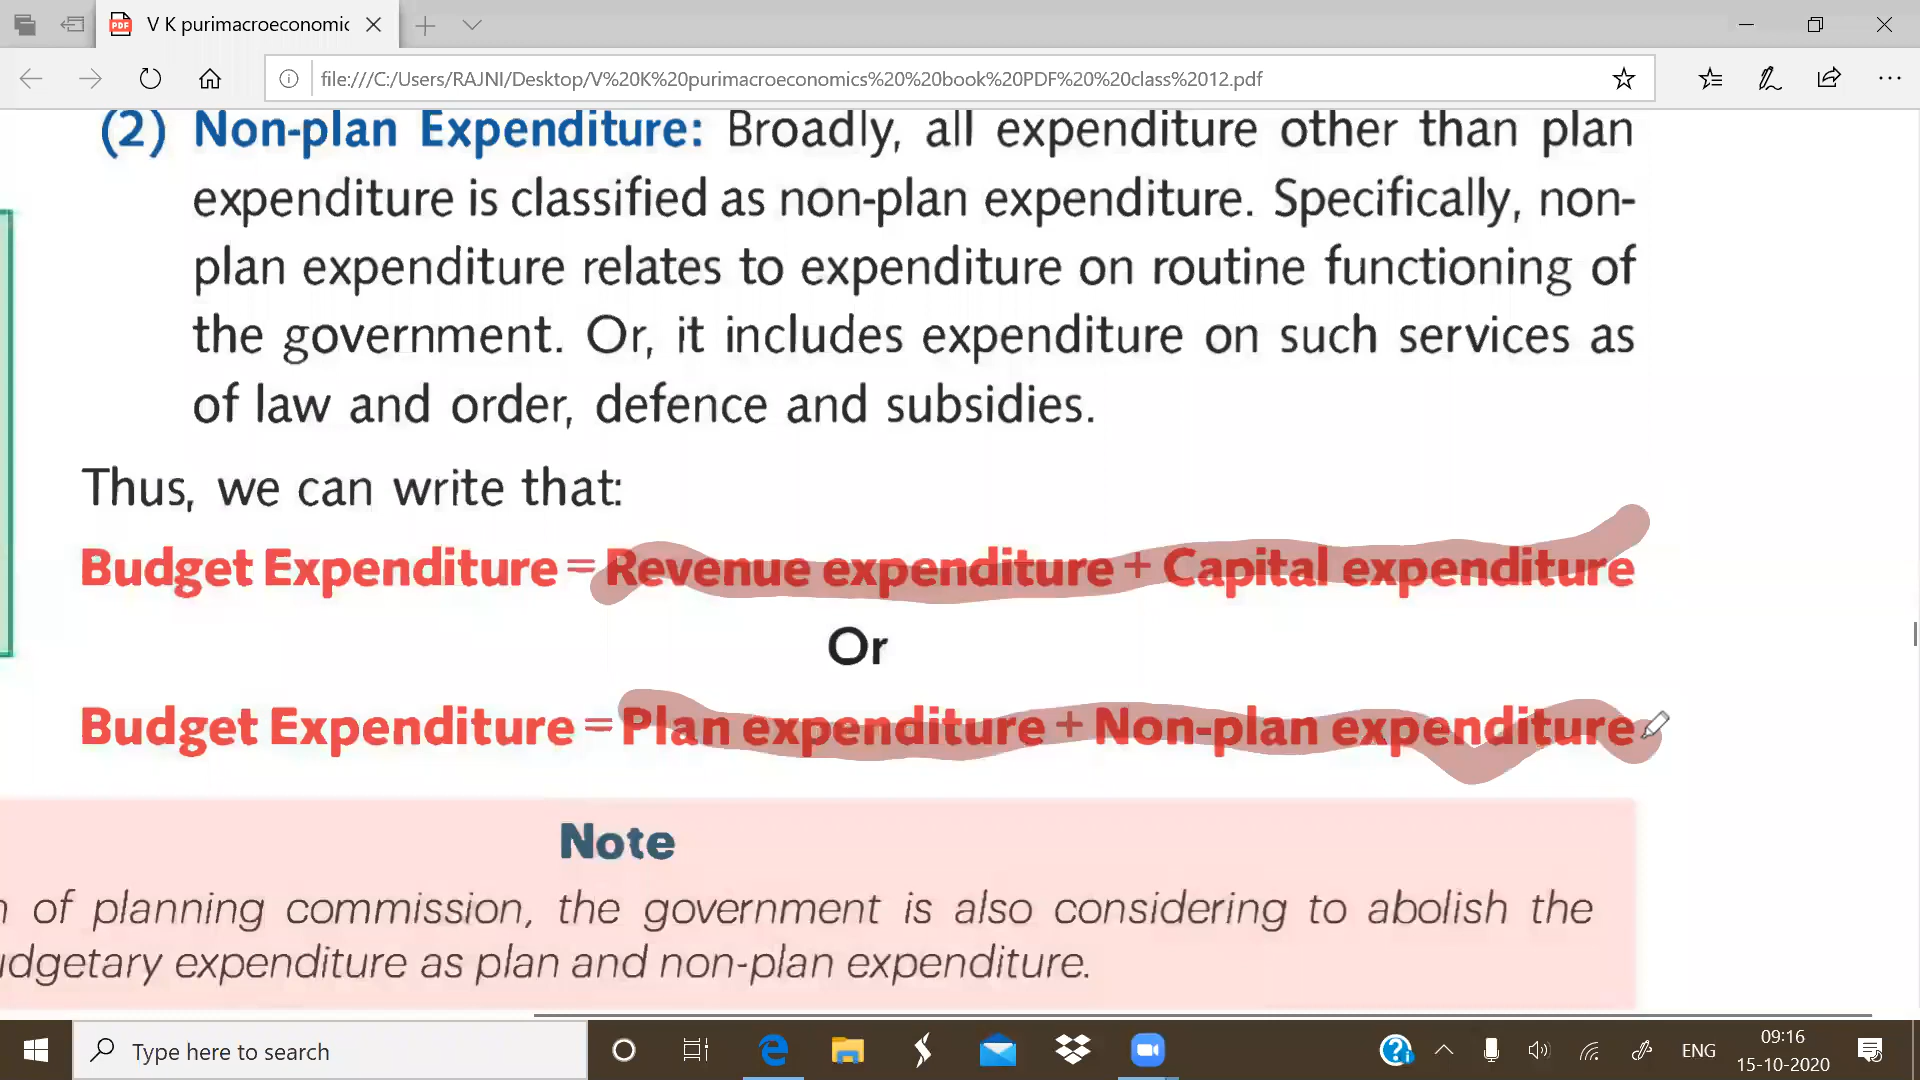 V K purimacroeconomic
file:///C:/Users/RAJNI/Desktop/V%20K%20purimacroeconomics%20%20book%20PDF%20%20class%2012.pdf
(2) Non-plan Expenditure: Broadly, all expenditure other than plan
expenditure is classified as non-plan expenditure. Specifically, non-
plan expenditure relates to expenditure on routine functioning of
the government. Or, it includes expenditure on such services as
of law and order, defence and subsidies.
Thus, we can write that:
Budget Expenditure = Revenue expenditure + Capital expenditure
Or
Budget Expenditure = Plan expenditure + Non-plan expenditure
Note
of planning commission, the government is also considering to abolish the
udgetary expenditure as plan and non-plan expenditure.
Type here to search
ENG
09:16
15-10-2020